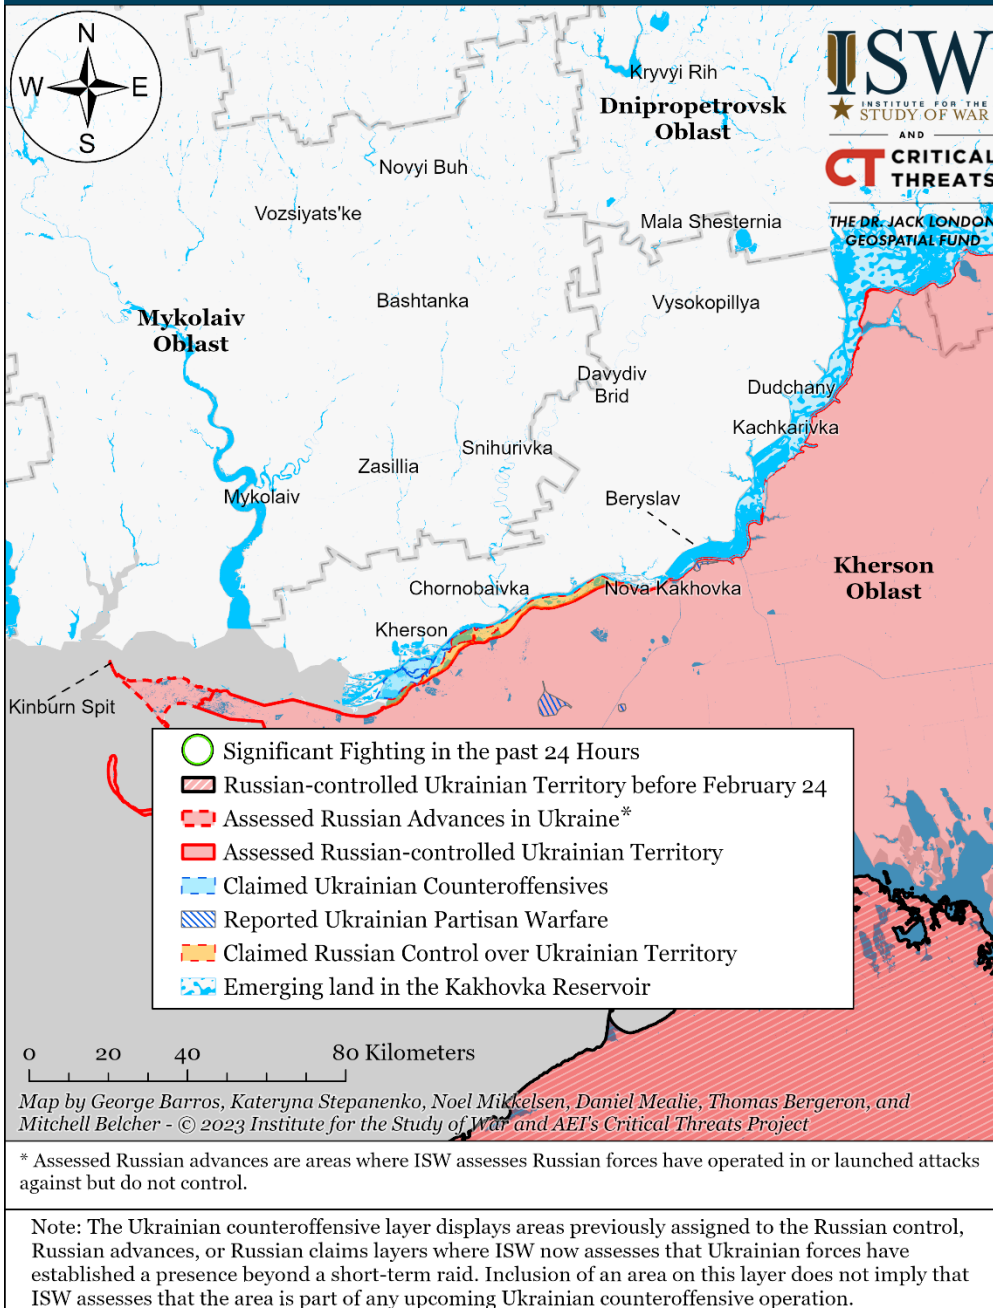 N
W
E
S
ISW
INSTITUTE FOR THE
STUDY OF WAR
AND
CT CRITICAL
THREATS
THE DR. JACK LONDON
GEOSPATIAL FUND
Kryvyi Rih
Dnipropetrovsk
Oblast
Novyi Buh
Vozsiyats'ke
Mala Shesternia
Bashtanka
Vysokopillya
Mykolaiv
Oblast
Davydiv
Brid
Dudchany
Kachkarivka
Snihurivka
Zasillia
Mykolaiv
Beryslav
Kherson
Oblast
Chornobaivka
Nova Kakhovka
Kherson
Kinburn Spit
Significant Fighting in the past 24 Hours
Russian-controlled Ukrainian Territory before February 24
Assessed Russian Advances in Ukraine*
Assessed Russian-controlled Ukrainian Territory
Claimed Ukrainian Counteroffensives
Reported Ukrainian Partisan Warfare
Claimed Russian Control over Ukrainian Territory
Emerging land in the Kakhovka Reservoir
0 20 40 80 Kilometers
Map by George Barros, Kateryna Stepanenko, Noel Mikkelsen, Daniel Mealie, Thomas Bergeron, and
Mitchell Belcher - © 2023 Institute for the Study of War and AEI's Critical Threats Project
* Assessed Russian advances are areas where ISW assesses Russian forces have operated in or launched attacks
against but do not control.
Note: The Ukrainian counteroffensive layer displays areas previously assigned to the Russian control,
Russian advances, or Russian claims layers where ISW now assesses that Ukrainian forces have
established a presence beyond a short-term raid. Inclusion of an area on this layer does not imply that
ISW assesses that the area is part of any upcoming Ukrainian counteroffensive operation.